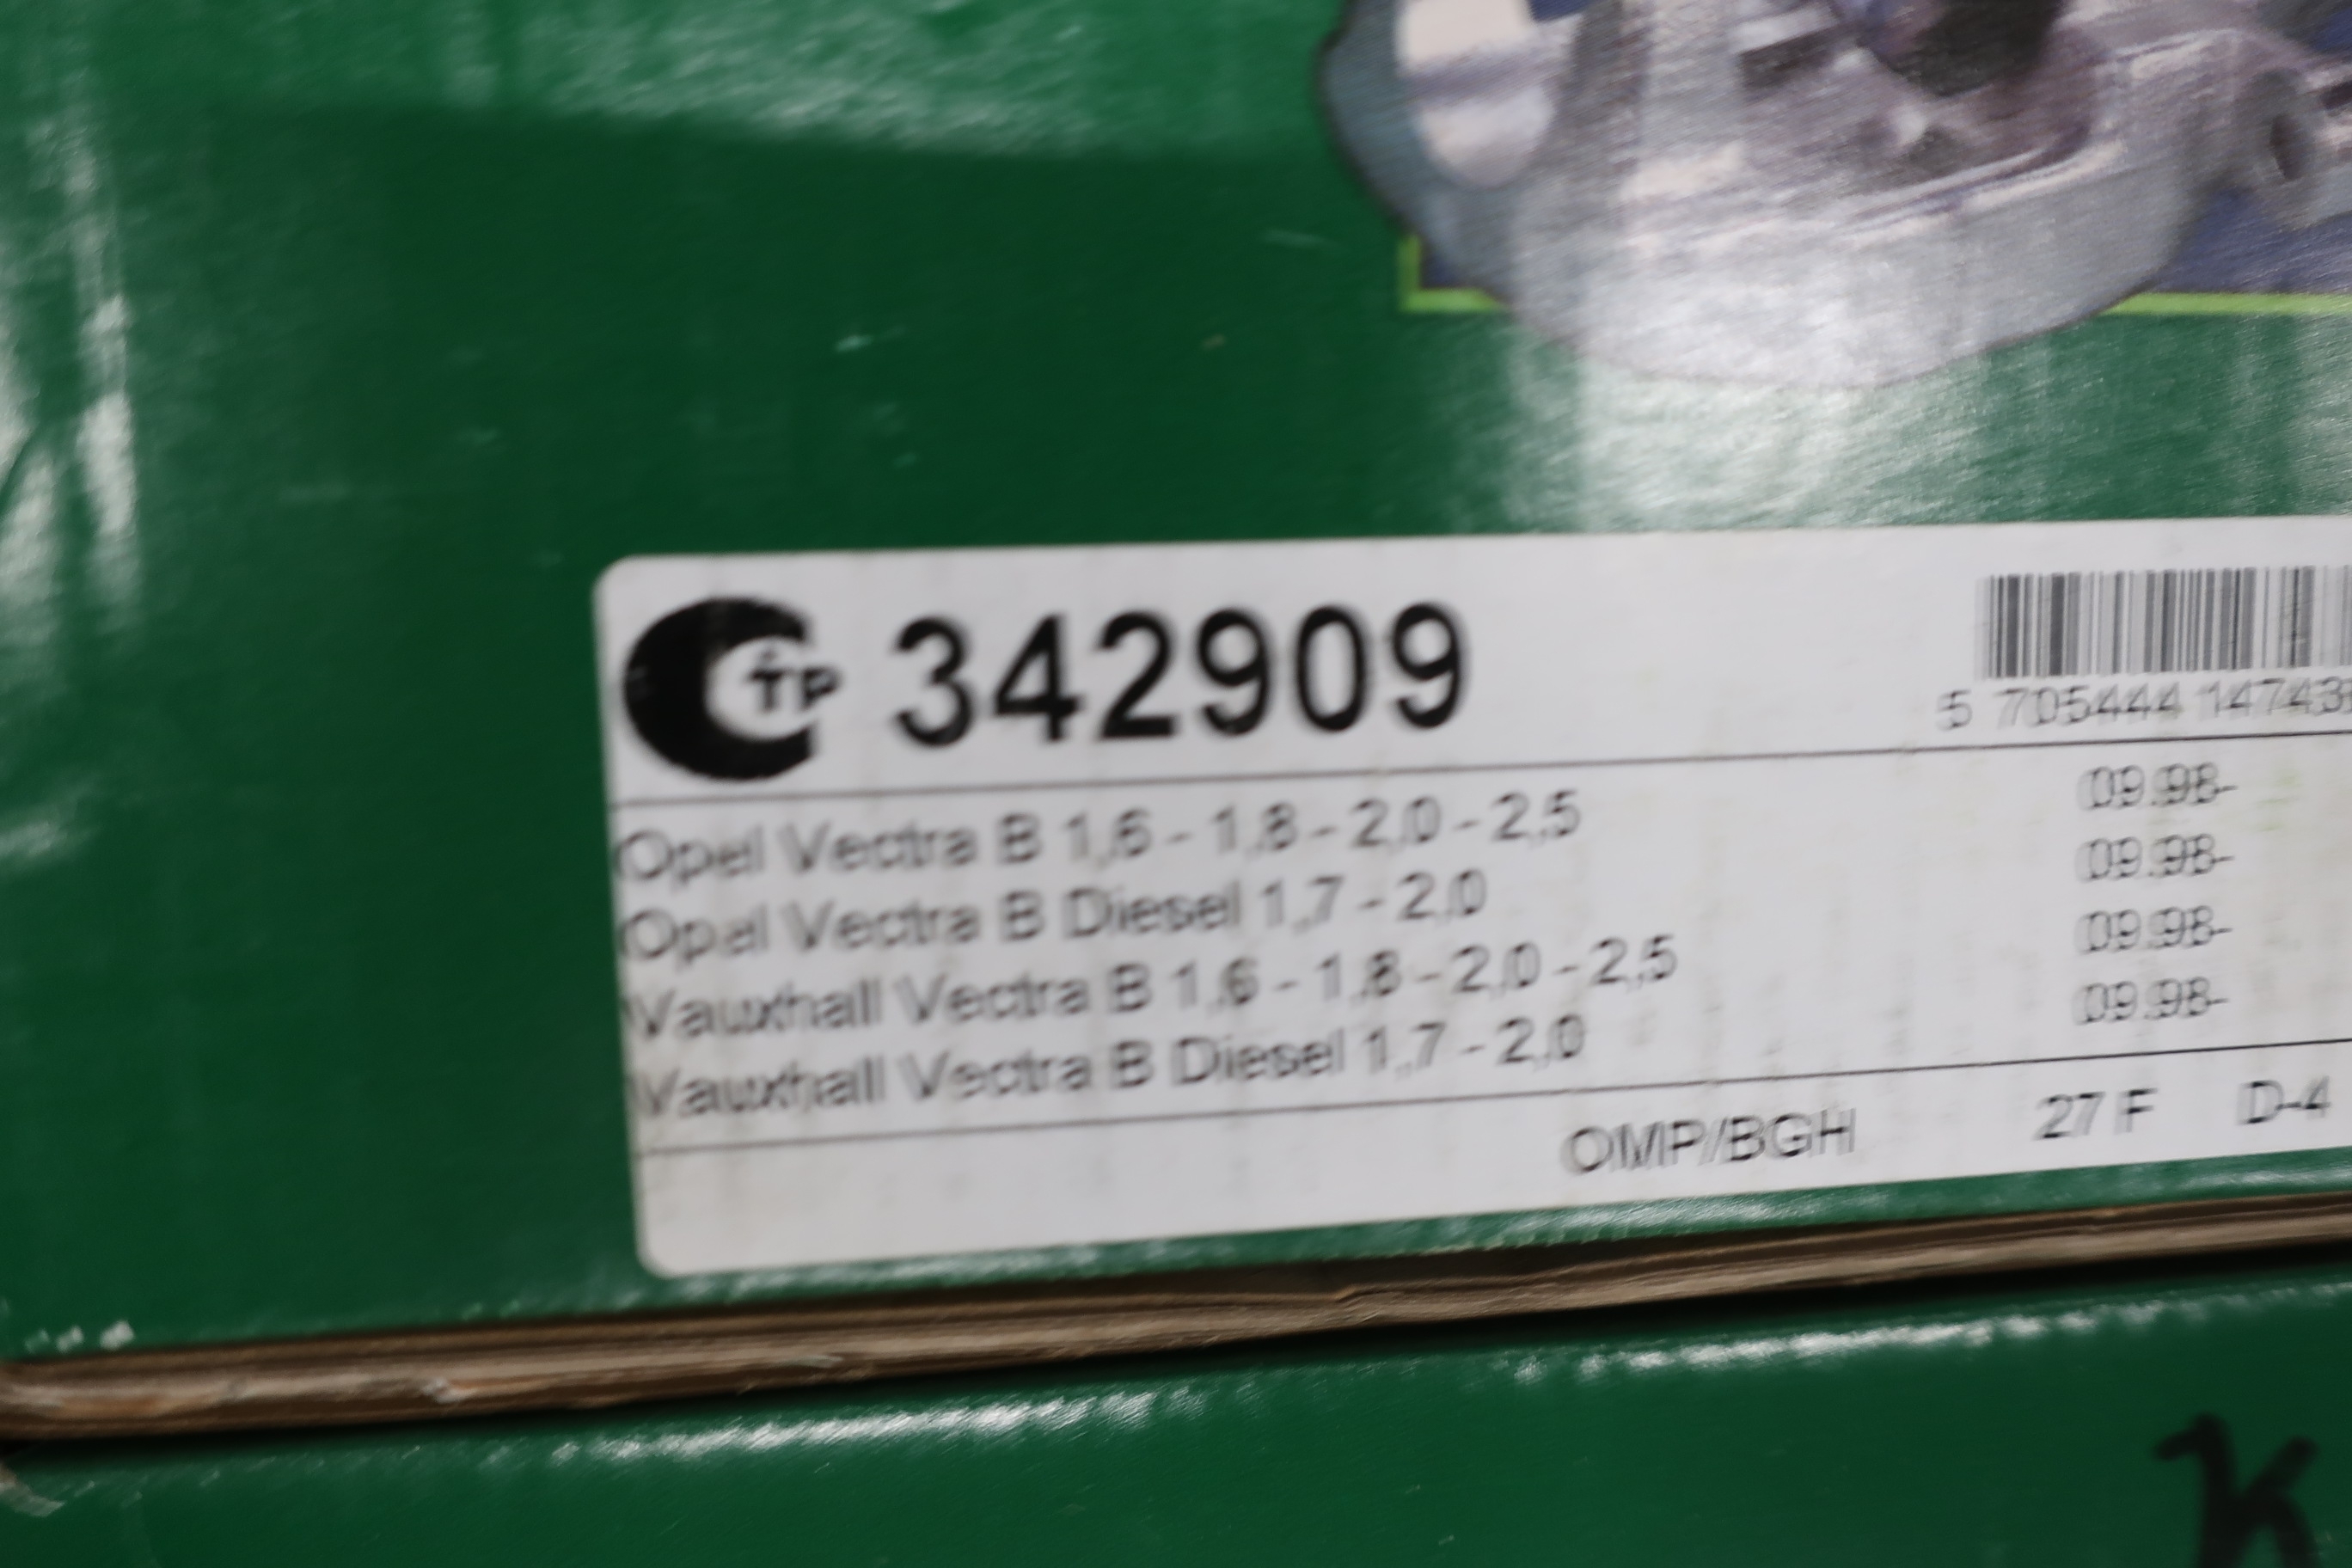 CTP 342909
5 705444 14743
Opel Vectra B 1,6 - 1,8 - 2,0 - 2,5 09.98-
Opel Vectra B Diesel 1,7 - 2,0 09.98-
Vauxhall Vectra B 1,6 - 1,8 - 2,0 - 2,5 09.98-
Vauxhall Vectra B Diesel 1,7 - 2,0 09.98-
OMP/BGH 27 F D-4
K